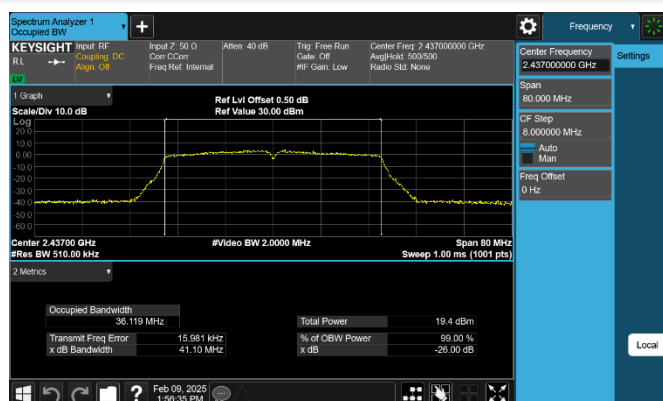 Spectrum Analyzer 1
Occupied BW
Frequency
KEYSIGHT Input: RF Input Z: 50 Ω Atten: 40 dB Trig: Free Run Center Freq: 2.437000000 GHz
RL Coupling: DC Corr CCorr Gate: Off Avg|Hold: 500/500
Align: Off Freq Ref: Internal #IF Gain: Low Radio Std: None
Center Frequency
2.437000000 GHz
Settings
Span
80.000 MHz
CF Step
8.000000 MHz
Auto
Man
Freq Offset
0 Hz
1 Graph
Ref Lvl Offset 0.50 dB
Scale/Div 10.0 dB Ref Value 30.00 dBm
Log
20.0
10.0
0.00
-10.0
-20.0
-30.0
-40.0
-50.0
-60.0
Center 2.43700 GHz #Video BW 2.0000 MHz Span 80 MHz
#Res BW 510.00 kHz Sweep 1.00 ms (1001 pts)
2 Metrics
Occupied Bandwidth
36.119 MHz
Total Power 19.4 dBm
Transmit Freq Error 15.981 kHz % of OBW Power 99.00 %
x dB Bandwidth 41.10 MHz x dB -26.00 dB
Local
Feb 09, 2025
1:56:35 PM